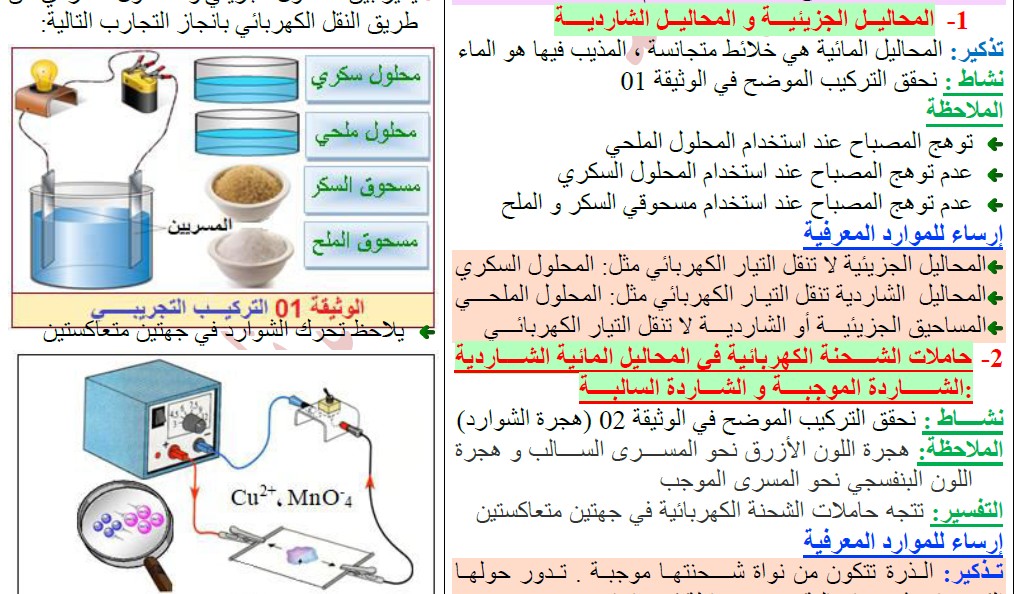 1- المحاليل الجزيئية و المحاليل الشاردية
تذكير: المحاليل المائية هي خلائط متجانسة ، المذيب فيها هو الماء
نشاط : نحقق التركيب الموضح في الوثيقة 01
الملاحظة
توهج المصباح عند استخدام المحلول الملحي
عدم توهج المصباح عند استخدام المحلول السكري
عدم توهج المصباح عند استخدام مسحوقي السكر و الملح
إرساء للموارد المعرفية
المحاليل الجزيئية لا تنقل التيار الكهربائي مثل: المحلول السكري
المحاليل الشاردية تنقل التيار الكهربائي مثل: المحلول الملحي
المساحيق الجزيئية أو الشاردية لا تنقل التيار الكهربائي
2- حاملات الشحنة الكهربائية في المحاليل المائية الشاردية
:الشاردة الموجبة و الشاردة السالبة
نشاط : نحقق التركيب الموضح في الوثيقة 02 (هجرة الشوارد)
الملاحظة: هجرة اللون الأزرق نحو المسرى السالب و هجرة
اللون البنفسجي نحو المسرى الموجب
التفسير: تتجه حاملات الشحنة الكهربائية في جهتين متعاكستين
إرساء للموارد المعرفية
تذكير: الذرة تتكون من نواة شحنتها موجبة . تدور حولها
طريق النقل الكهربائي بانجاز التجارب التالية:
محلول سكري
محلول ملحي
مسحوق السكر
مسحوق الملح
المسريين
الوثيقة 01 التركيب التجريبي
يلاحظ تحرك الشوارد في جهتين متعاكستين
Cu²⁺، MnO⁻₄